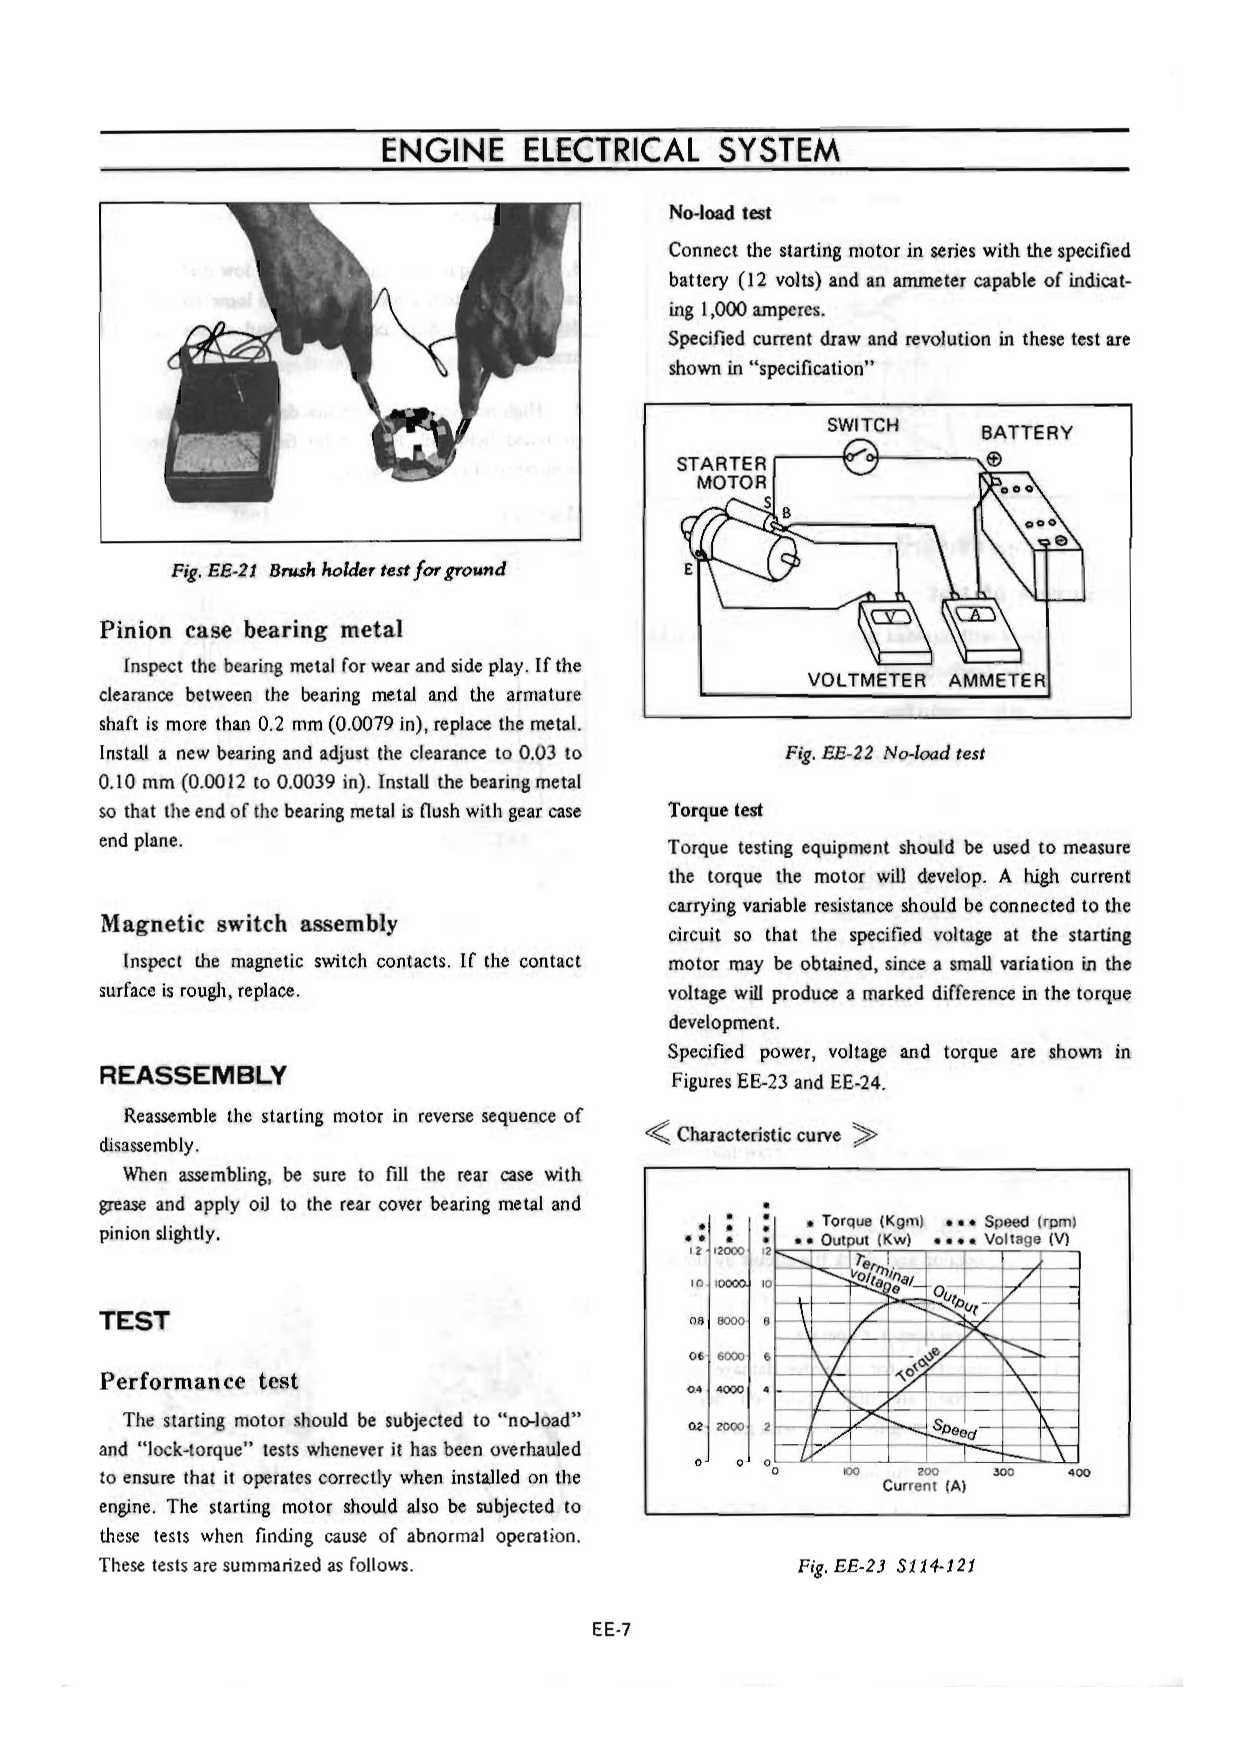 ENGINE ELECTRICAL SYSTEM
Fig. EE-21 Brush holder test for ground
Pinion case bearing metal
Inspect the bearing metal for wear and side play. If the
clearance between the bearing metal and the armature
shaft is more than 0.2 mm (0.0079 in), replace the metal.
Install a new bearing and adjust the clearance to 0.03 to
0.10 mm (0.0012 to 0.0039 in). Install the bearing metal
so that the end of the bearing metal is flush with gear case
end plane.
Magnetic switch assembly
Inspect the magnetic switch contacts. If the contact
surface is rough, replace.
REASSEMBLY
Reassemble the starting motor in reverse sequence of
disassembly.
When assembling, be sure to fill the rear case with
grease and apply oil to the rear cover bearing metal and
pinion slightly.
TEST
Performance test
The starting motor should be subjected to "no-load"
and "lock-torque" tests whenever it has been overhauled
to ensure that it operates correctly when installed on the
engine. The starting motor should also be subjected to
these tests when finding cause of abnormal operation.
These tests are summarized as follows.
No-load test
Connect the starting motor in series with the specified
battery (12 volts) and an ammeter capable of indicat-
ing 1,000 amperes.
Specified current draw and revolution in these test are
shown in "specification"
SWITCH
BATTERY
STARTER
MOTOR
⊕
S
B
E
⊖
V
A
VOLTMETER AMMETER
Fig. EE-22 No-load test
Torque test
Torque testing equipment should be used to measure
the torque the motor will develop. A high current
carrying variable resistance should be connected to the
circuit so that the specified voltage at the starting
motor may be obtained, since a small variation in the
voltage will produce a marked difference in the torque
development.
Specified power, voltage and torque are shown in
Figures EE-23 and EE-24.
≪ Characteristic curve ≫
• Torque (Kgm) ••• Speed (rpm)
•• Output (Kw) •••• Voltage (V)
1.2 12000 12
1.0 10000 10
0.8 8000 8
0.6 6000 6
0.4 4000 4
0.2 2000 2
0 0 0
Terminal
voltage
Output
Torque
Speed
0 100 200 300 400
Current (A)
Fig. EE-23 S114-121
EE-7